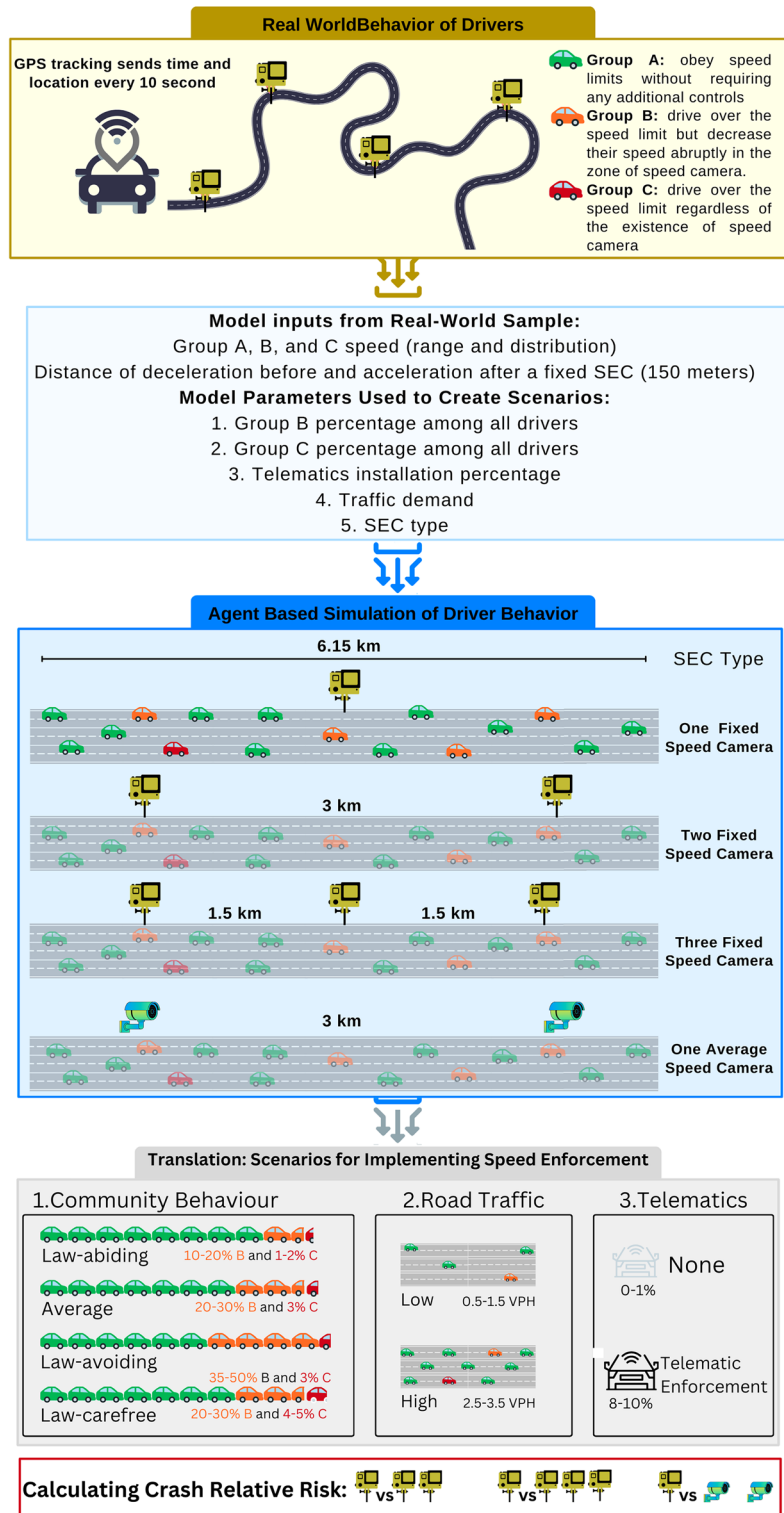 Real WorldBehavior of Drivers
GPS tracking sends time and
location every 10 second
Group A: obey speed
limits without requiring
any additional controls
Group B: drive over the
speed limit but decrease
their speed abruptly in the
zone of speed camera.
Group C: drive over the
speed limit regardless of
the existence of speed
camera
Model inputs from Real-World Sample:
Group A, B, and C speed (range and distribution)
Distance of deceleration before and acceleration after a fixed SEC (150 meters)
Model Parameters Used to Create Scenarios:
1. Group B percentage among all drivers
2. Group C percentage among all drivers
3. Telematics installation percentage
4. Traffic demand
5. SEC type
Agent Based Simulation of Driver Behavior
6.15 km
SEC Type
One Fixed
Speed Camera
3 km
Two Fixed
Speed Camera
1.5 km
1.5 km
Three Fixed
Speed Camera
3 km
One Average
Speed Camera
Translation: Scenarios for Implementing Speed Enforcement
1.Community Behaviour
Law-abiding
10-20% B and 1-2% C
Average
20-30% B and 3% C
Law-avoiding
35-50% B and 3% C
Law-carefree
20-30% B and 4-5% C
2.Road Traffic
Low
0.5-1.5 VPH
High
2.5-3.5 VPH
3.Telematics
None
0-1%
Telematic
Enforcement
8-10%
Calculating Crash Relative Risk:
vs
vs
vs